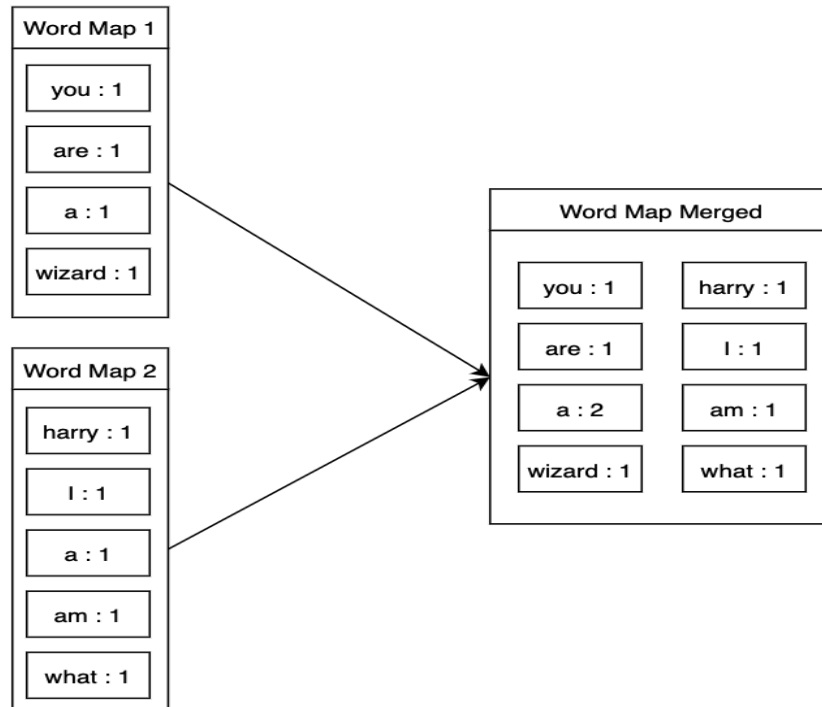 Word Map 1
you : 1
are : 1
a : 1
wizard : 1
Word Map 2
harry : 1
I : 1
a : 1
am : 1
what : 1
Word Map Merged
you : 1
harry : 1
are : 1
I : 1
a : 2
am : 1
wizard : 1
what : 1